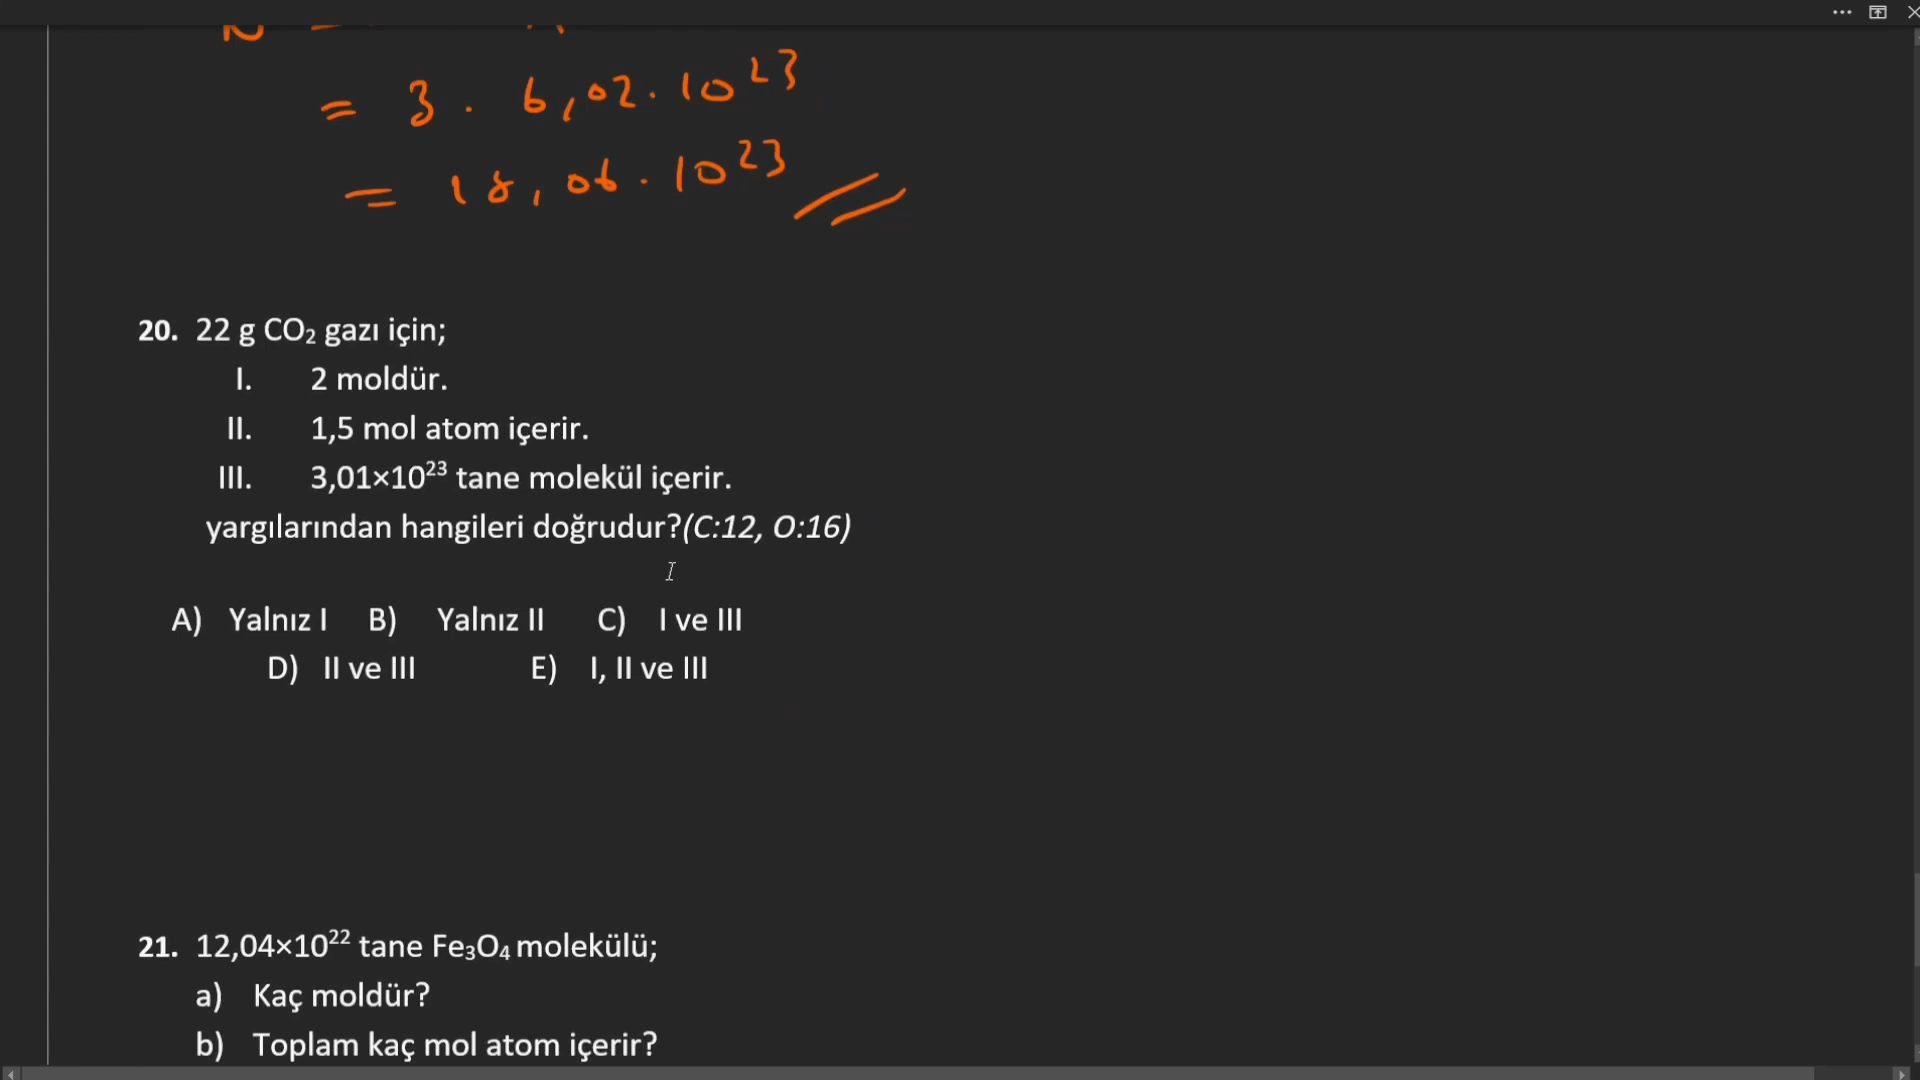 = 3 . 6,02 . 10²³
= 18,06 . 10²³
20. 22 g CO₂ gazı için;
I. 2 moldür.
II. 1,5 mol atom içerir.
III. 3,01×10²³ tane molekül içerir.
yargılarından hangileri doğrudur?(C:12, O:16)
A) Yalnız I B) Yalnız II C) I ve III
D) II ve III E) I, II ve III
21. 12,04×10²² tane Fe₃O₄ molekülü;
a) Kaç moldür?
b) Toplam kaç mol atom içerir?